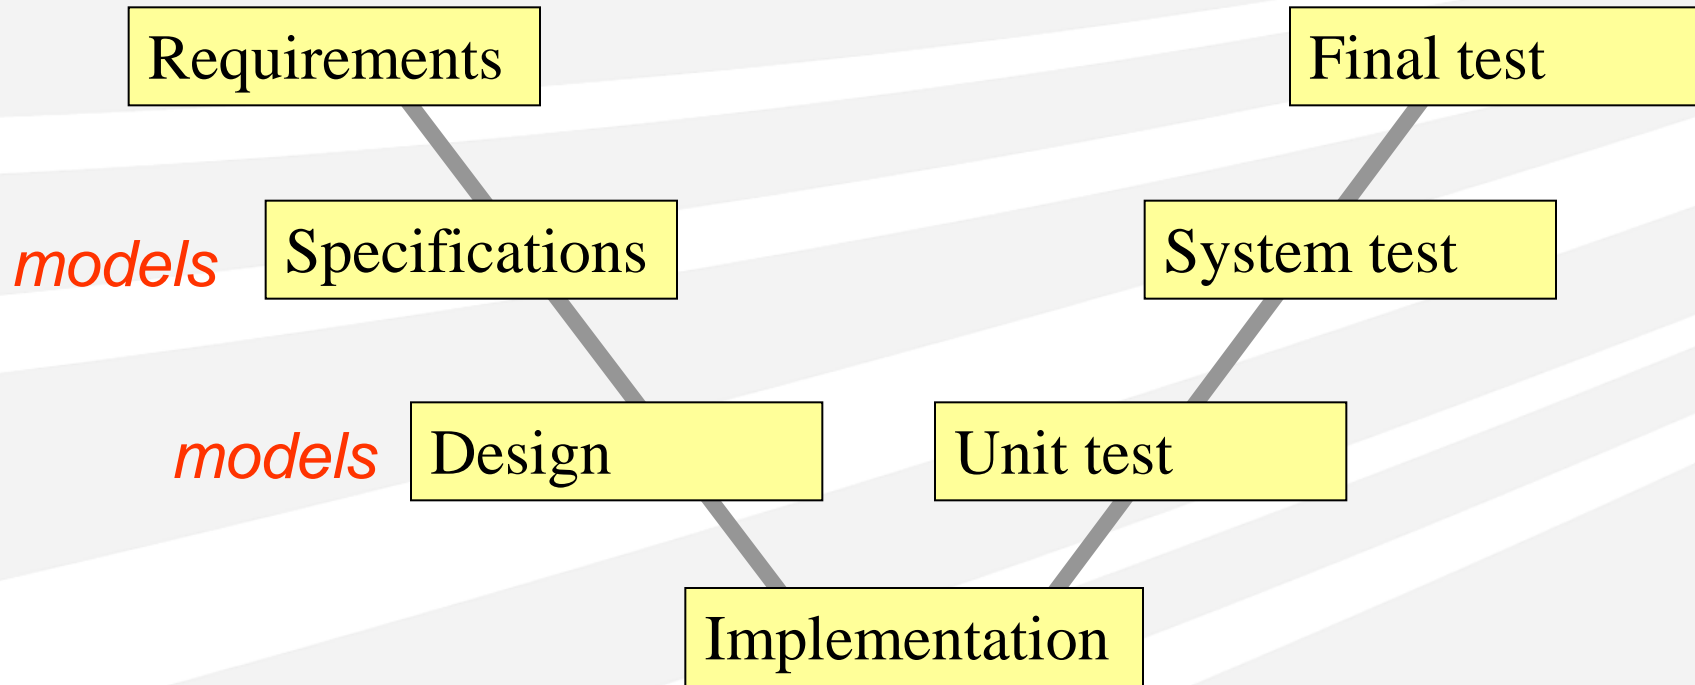 Requirements
Final test
models
Specifications
System test
models
Design
Unit test
Implementation